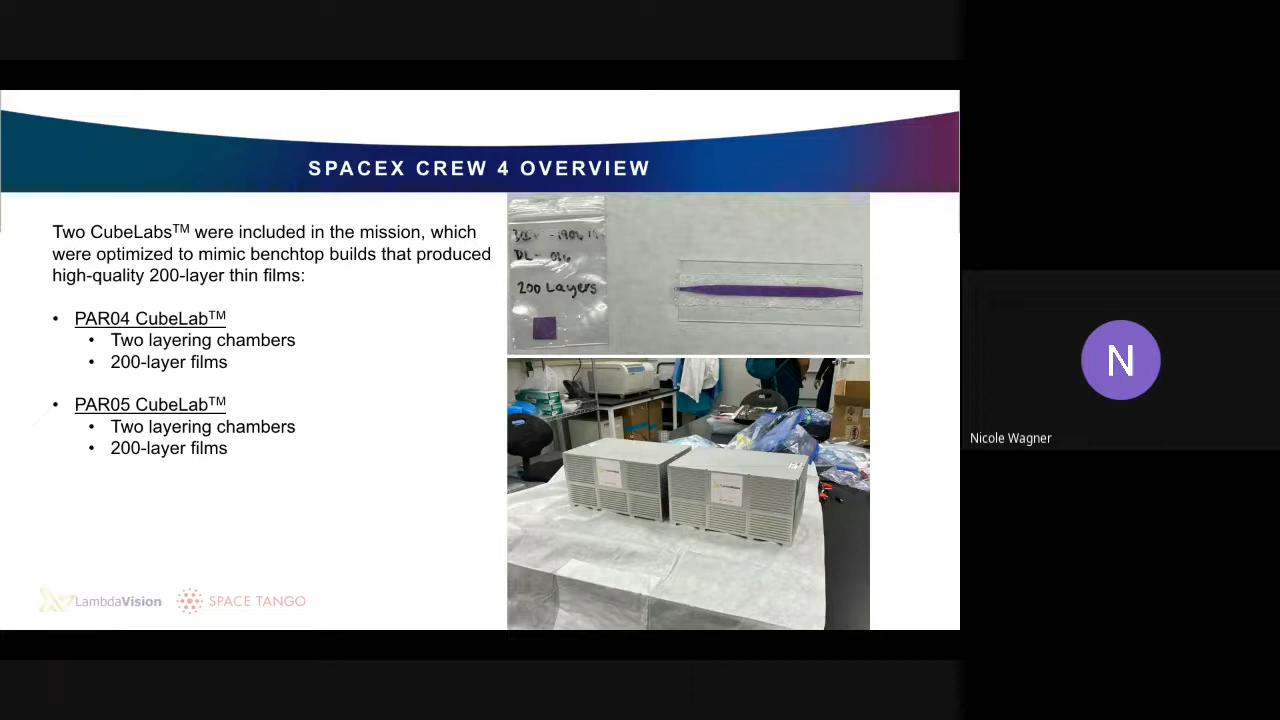 SPACEX CREW 4 OVERVIEW
Two CubeLabs™ were included in the mission, which
were optimized to mimic benchtop builds that produced
high-quality 200-layer thin films:
• PAR04 CubeLab™
• Two layering chambers
• 200-layer films
• PAR05 CubeLab™
• Two layering chambers
• 200-layer films
200 Layers
LambdaVision
SPACE TANGO
N
Nicole Wagner